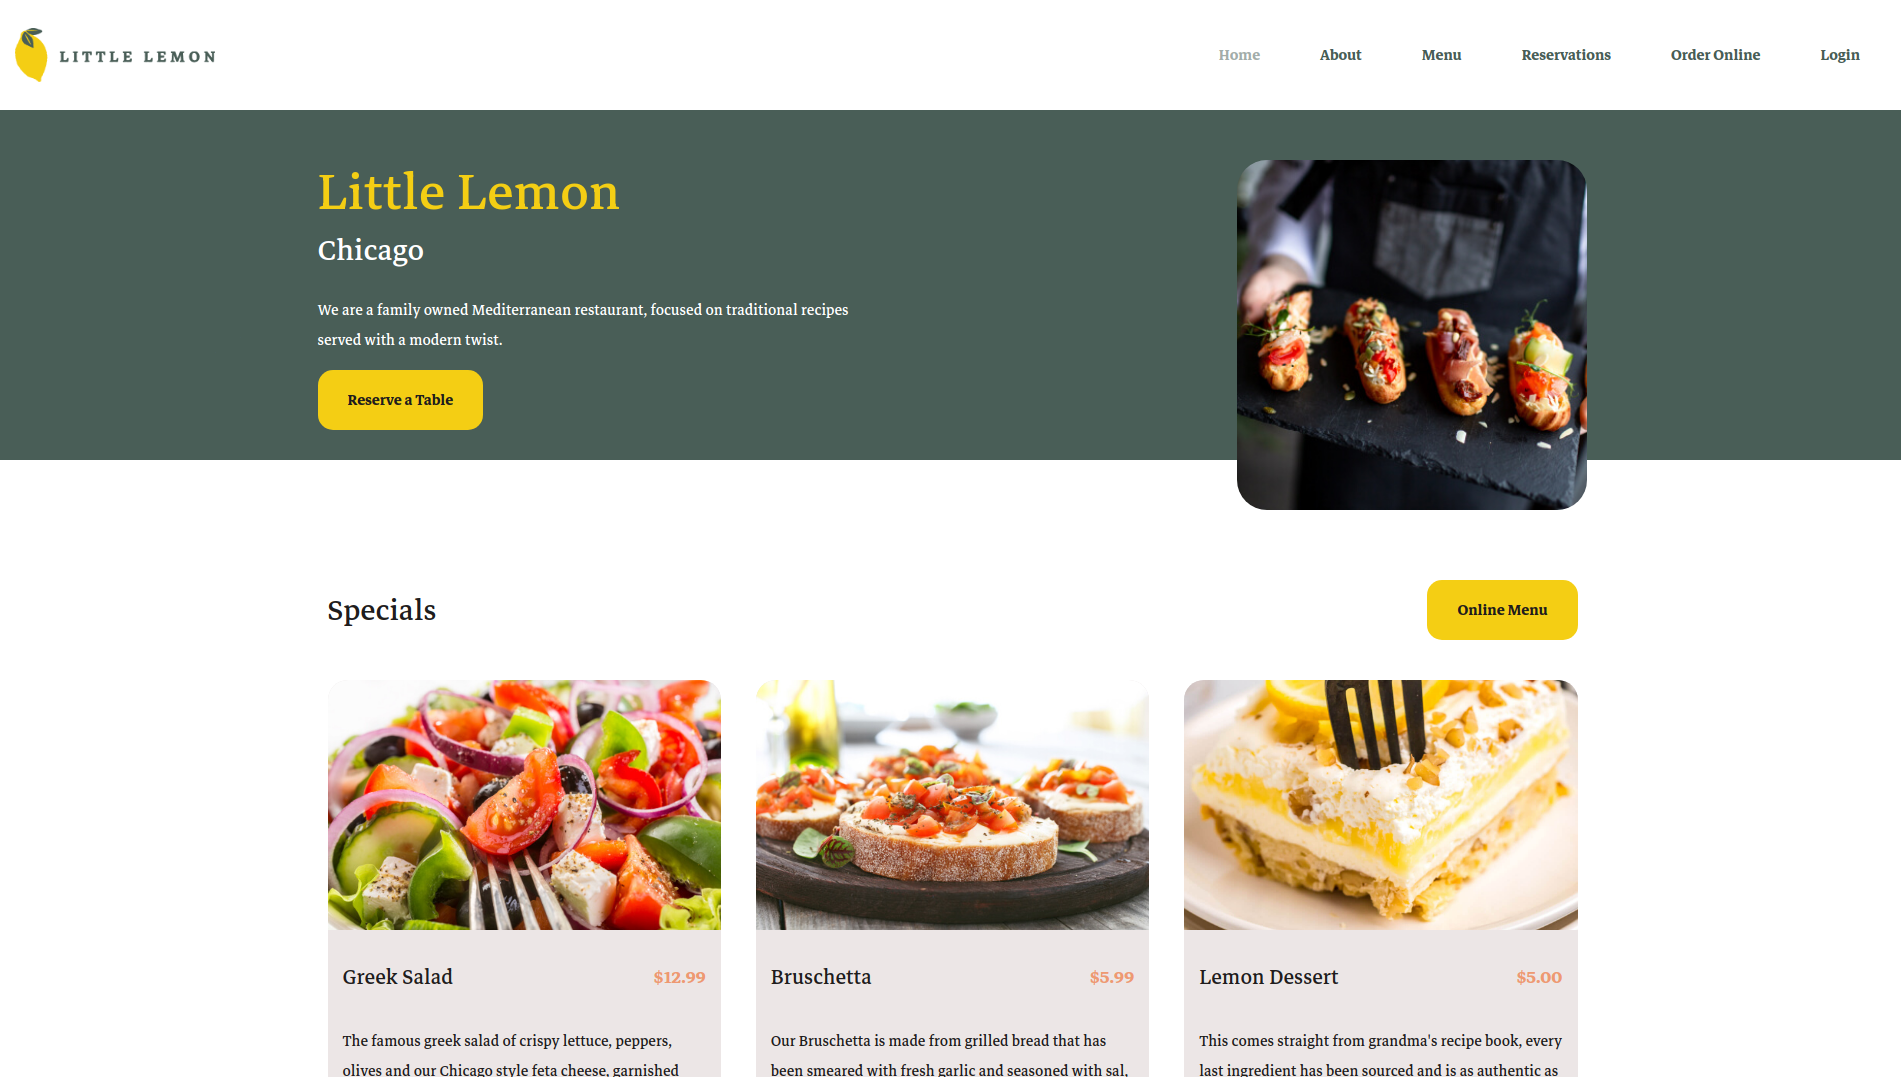 LITTLE LEMON
Home About Menu Reservations Order Online Login
Little Lemon
Chicago
We are a family owned Mediterranean restaurant, focused on traditional recipes
served with a modern twist.
Reserve a Table
Specials
Online Menu
Greek Salad $12.99
The famous greek salad of crispy lettuce, peppers,
olives and our Chicago style feta cheese, garnished
Bruschetta $5.99
Our Bruschetta is made from grilled bread that has
been smeared with fresh garlic and seasoned with sal,
Lemon Dessert $5.00
This comes straight from grandma's recipe book, every
last ingredient has been sourced and is as authentic as